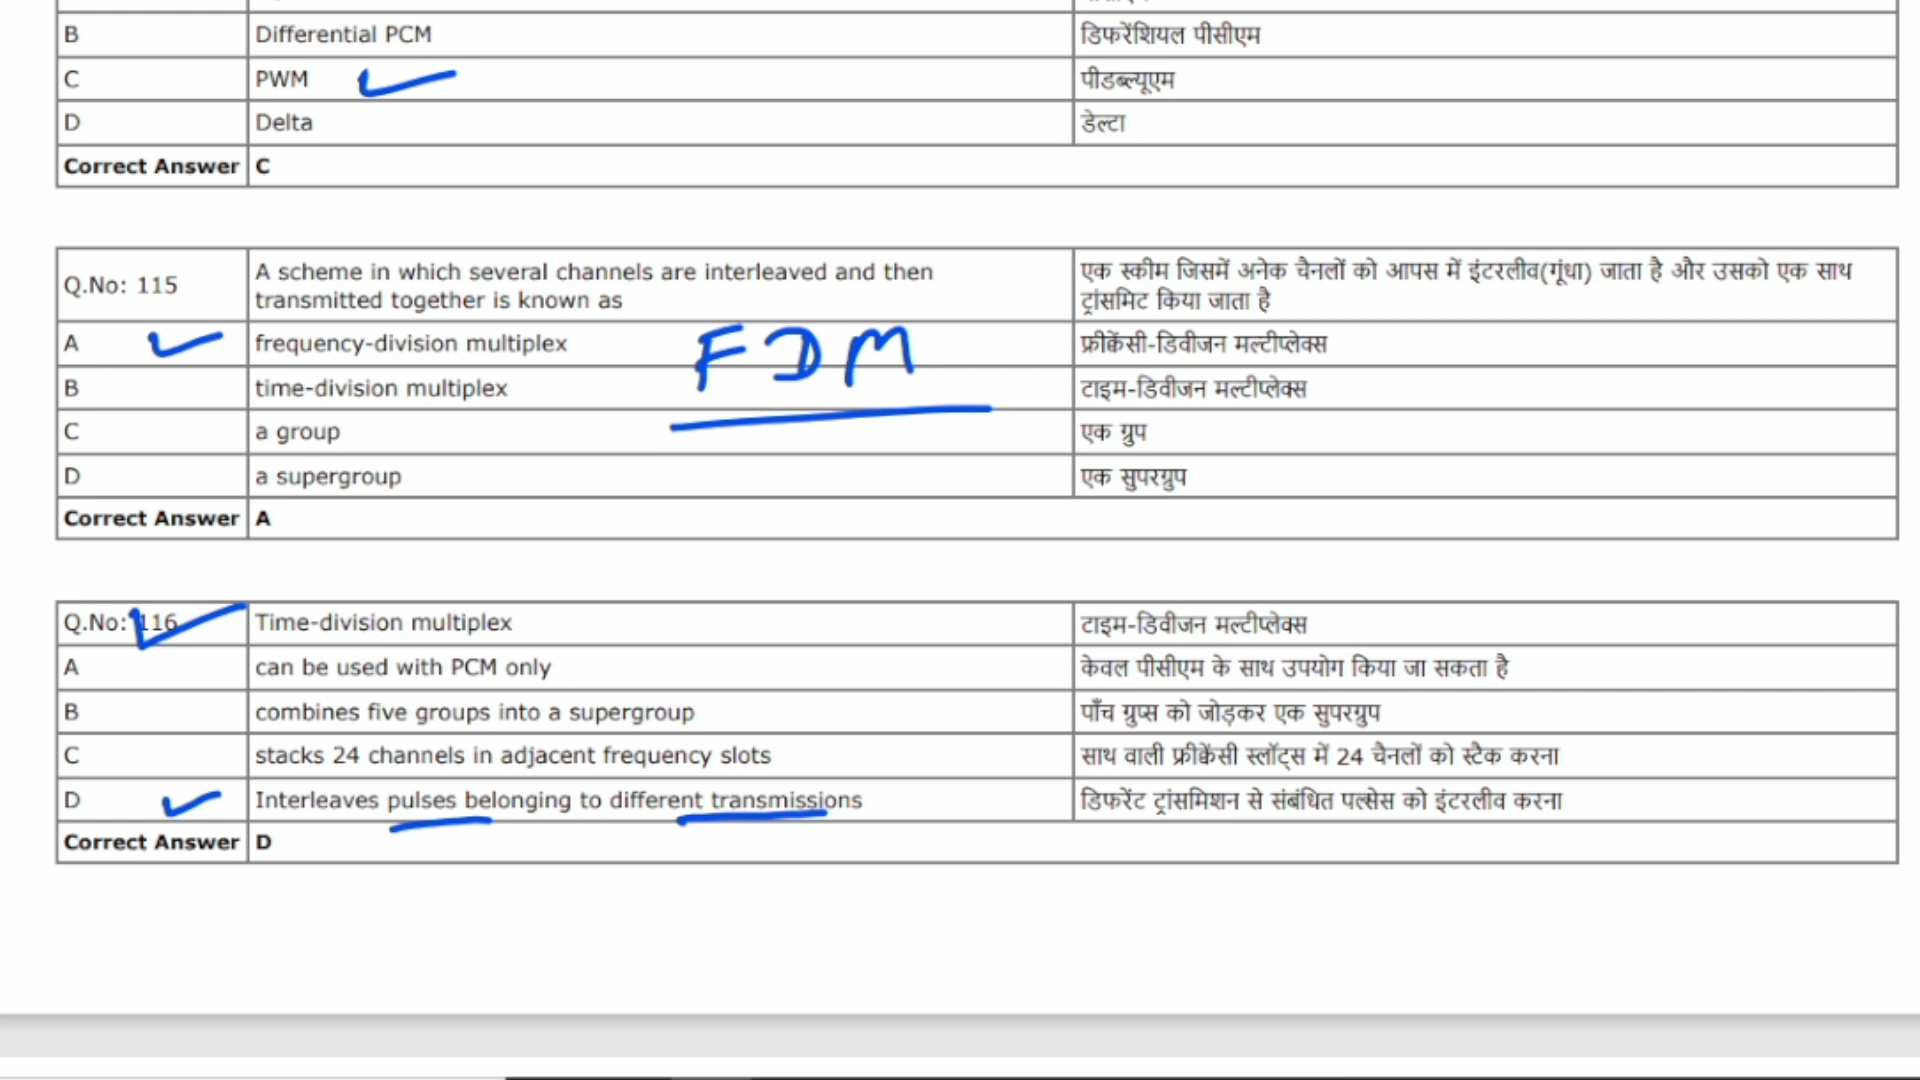 B Differential PCM डिफरेंशियल पीसीएम
C PWM पीडब्ल्यूएम
D Delta डेल्टा
Correct Answer C
Q.No: 115 A scheme in which several channels are interleaved and then एक स्कीम जिसमें अनेक चैनलों को आपस में इंटरलीव(गूंधा) जाता है और उसको एक साथ
transmitted together is known as ट्रांसमिट किया जाता है
A frequency-division multiplex FDM फ्रीक्वेंसी-डिवीजन मल्टीप्लेक्स
B time-division multiplex टाइम-डिवीजन मल्टीप्लेक्स
C a group एक ग्रुप
D a supergroup एक सुपरग्रुप
Correct Answer A
Q.No: 116 Time-division multiplex टाइम-डिवीजन मल्टीप्लेक्स
A can be used with PCM only केवल पीसीएम के साथ उपयोग किया जा सकता है
B combines five groups into a supergroup पाँच ग्रुप्स को जोड़कर एक सुपरग्रुप
C stacks 24 channels in adjacent frequency slots साथ वाली फ्रीक्वेंसी स्लॉट्स में 24 चैनलों को स्टैक करना
D Interleaves pulses belonging to different transmissions डिफरेंट ट्रांसमिशन से संबंधित पल्सेस को इंटरलीव करना
Correct Answer D